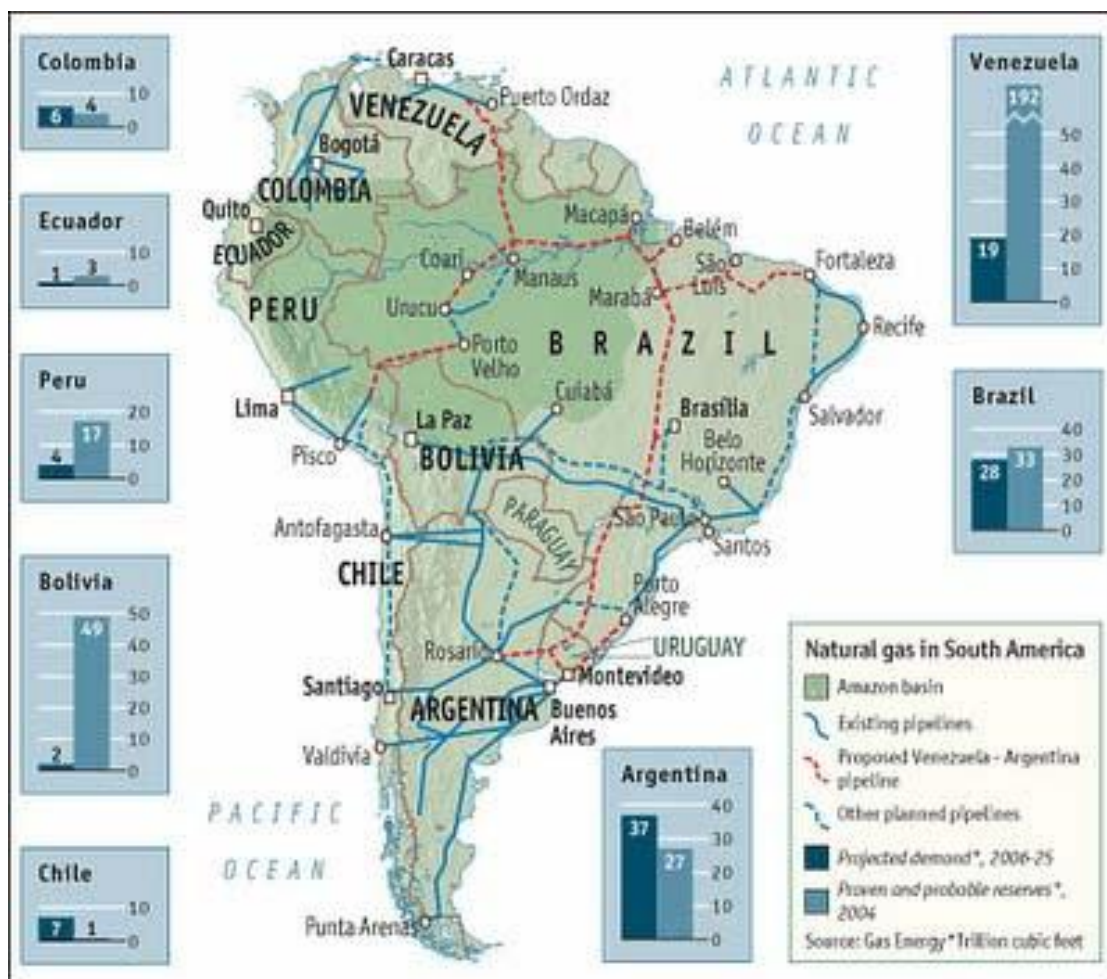 Colombia
10
6
4
0
Ecuador
10
1
3
0
Peru
20
10
4
17
0
Bolivia
50
40
30
20
10
2
49
0
Chile
10
7
1
0
Venezuela
192
50
40
30
20
19
10
0
Brazil
40
30
20
10
28
33
0
Argentina
40
30
20
10
37
27
0
ATLANTIC
OCEAN
Caracas
Puerto Ordaz
VENEZUELA
Bogotá
COLOMBIA
Quito
ECUADOR
Macapá
Belém
Coari
Manaus
São
Luis
Fortaleza
PERU
Urucu
Marabá
Recife
BRAZIL
Porto
Velho
Cuiabá
Lima
La Paz
Brasília
Salvador
Pisco
BOLIVIA
Belo
Horizonte
Antofagasta
PARAGUAY
São Paulo
Santos
CHILE
Porto
Alegre
Rosario
URUGUAY
Santiago
Montevideo
ARGENTINA
Buenos
Aires
Valdivia
PACIFIC
OCEAN
Punta Arenas
Natural gas in South America
Amazon basin
Existing pipelines
Proposed Venezuela - Argentina
pipeline
Other planned pipelines
Projected demand*, 2006-25
Proven and probable reserves*,
2004
Source: Gas Energy *Trillion cubic feet